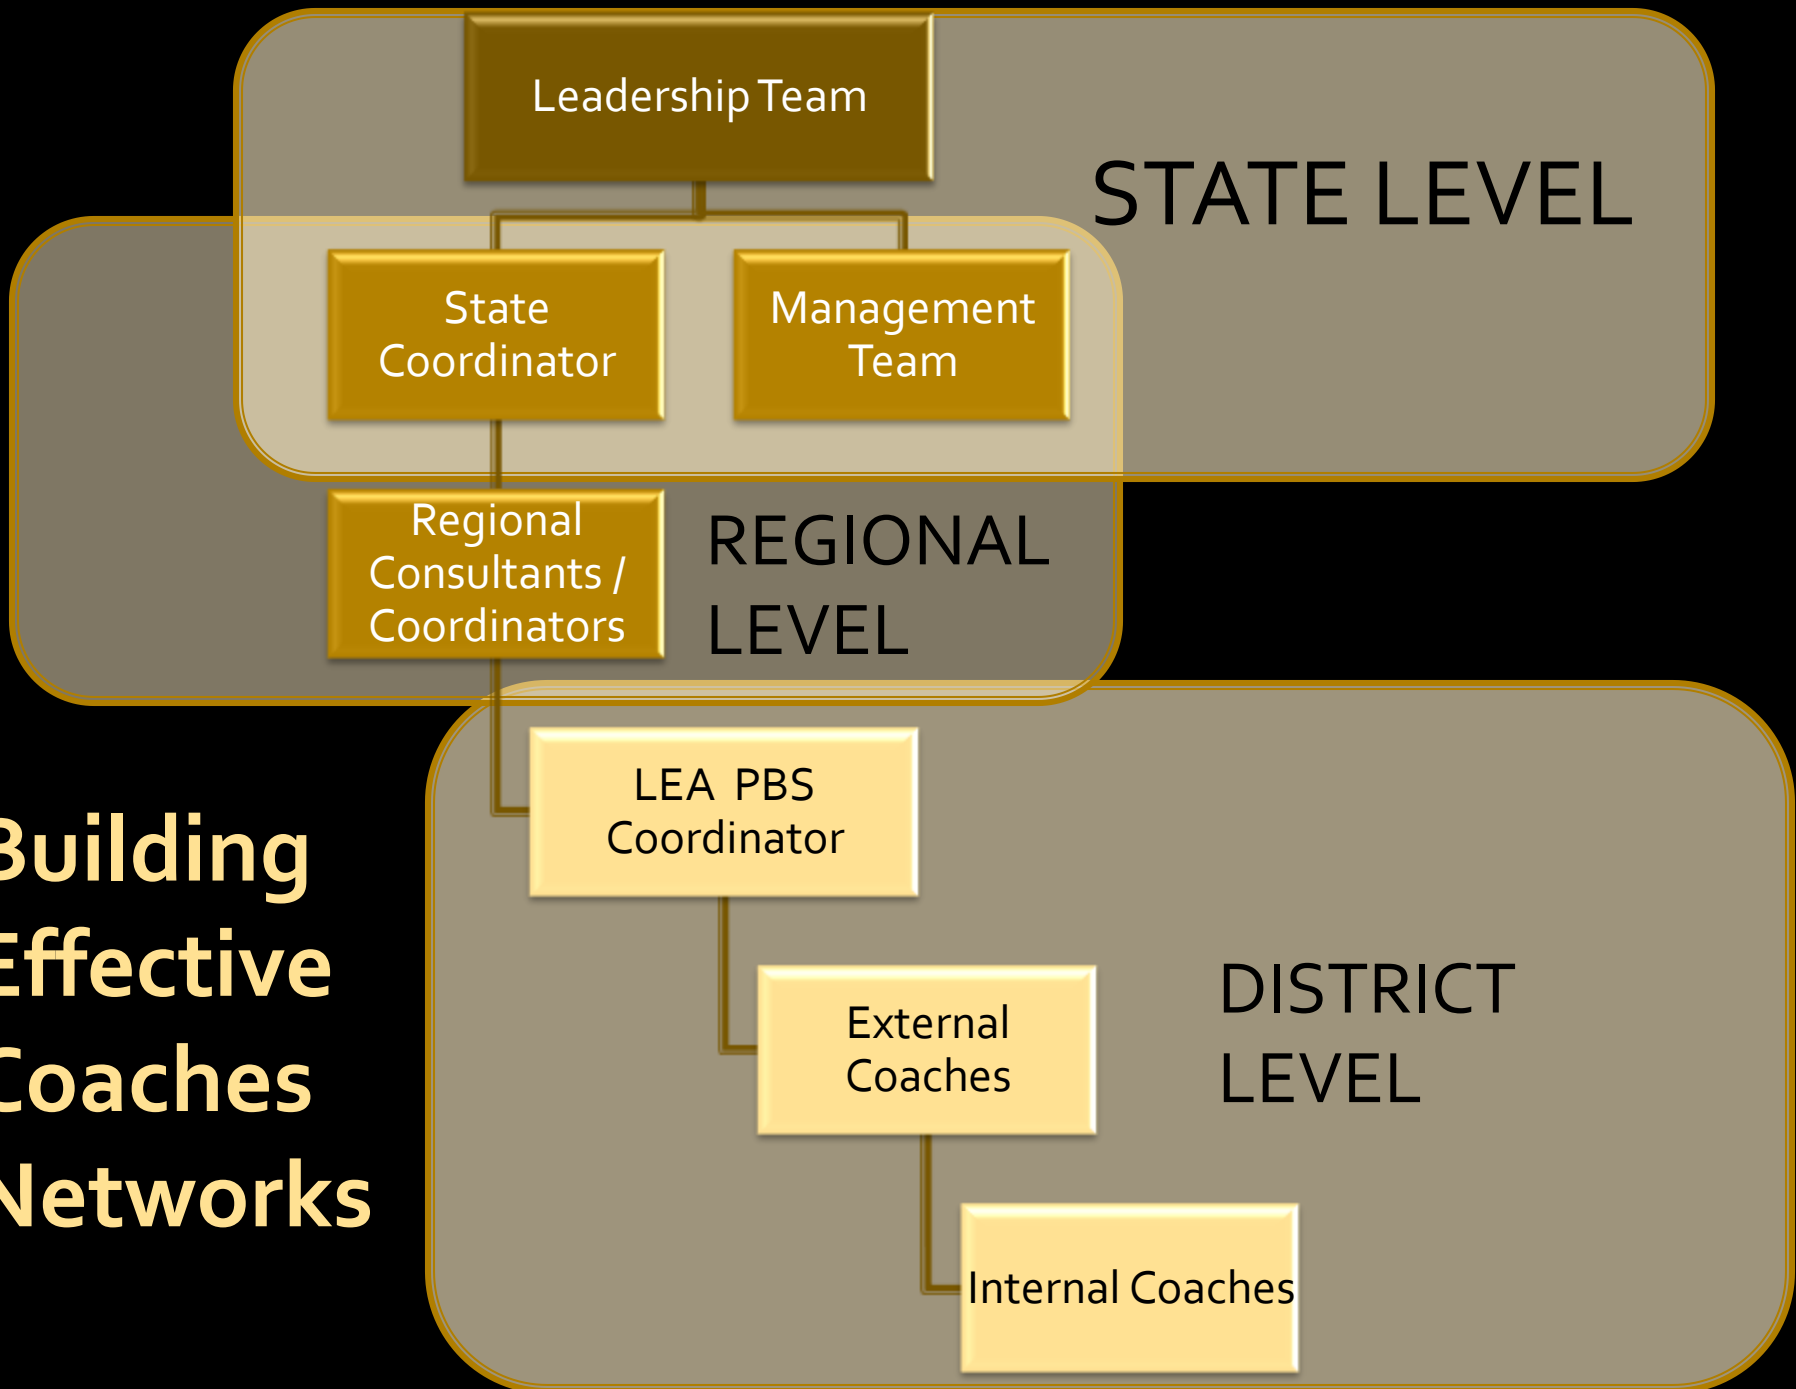 Leadership Team
STATE LEVEL
State
Coordinator
Management
Team
Regional
Consultants /
Coordinators
REGIONAL
LEVEL
LEA PBS
Coordinator
Building
Effective
Coaches
Networks
External
Coaches
DISTRICT
LEVEL
Internal Coaches